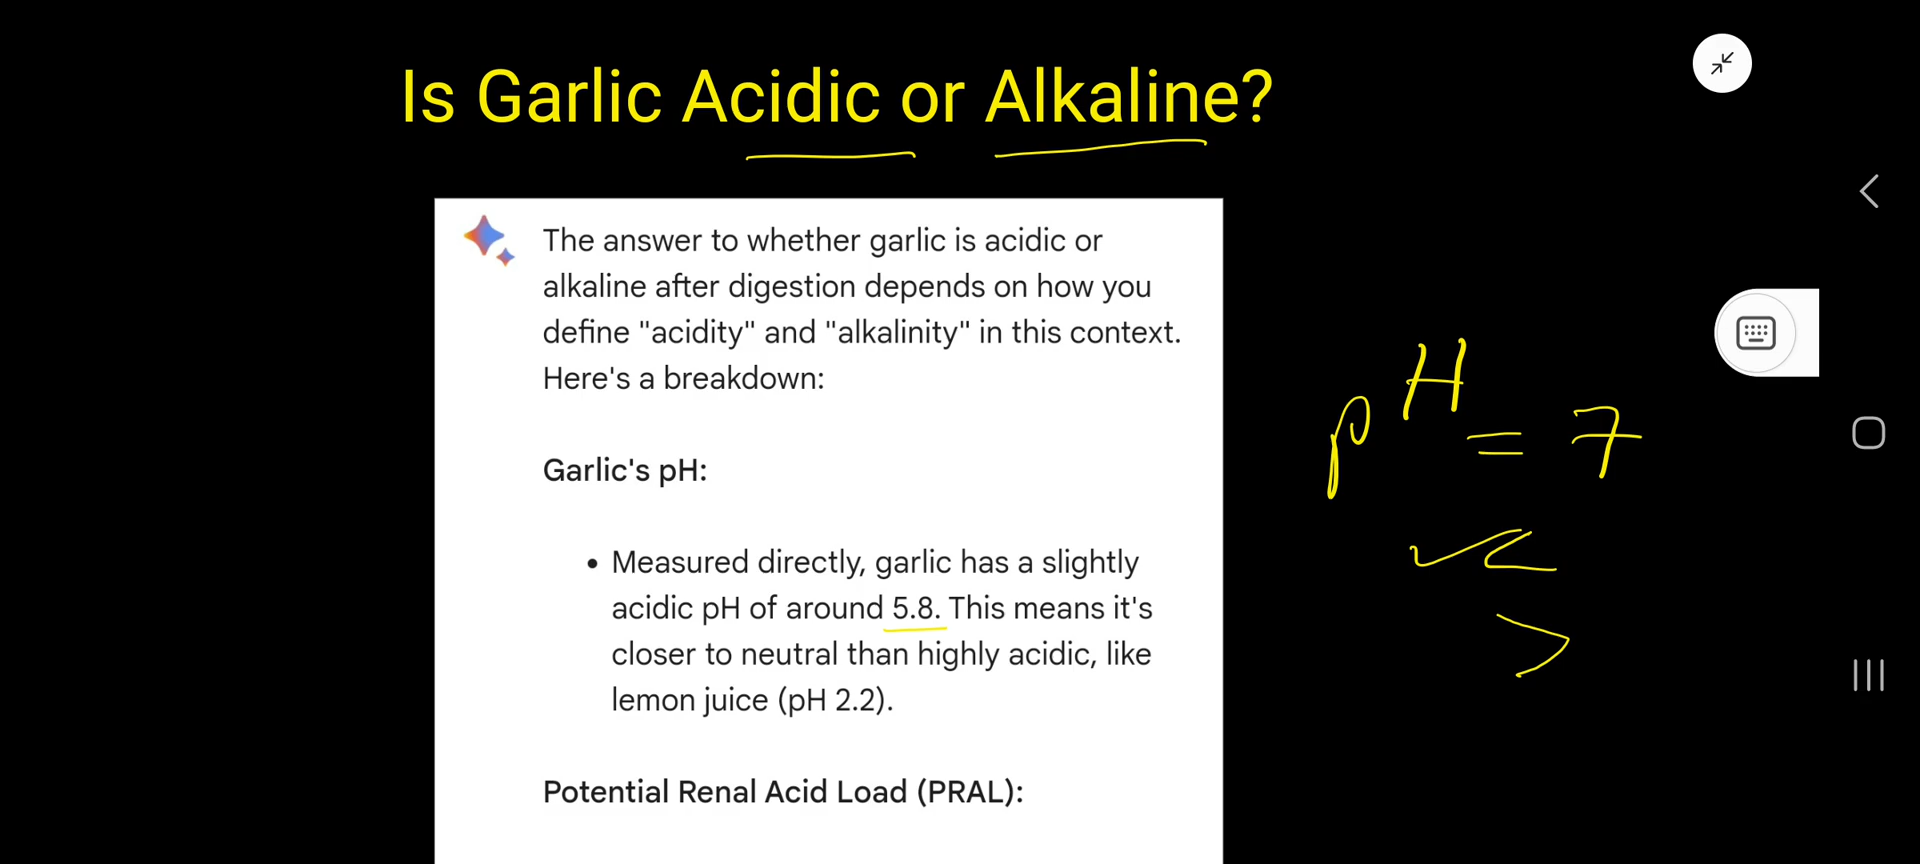 Is Garlic Acidic or Alkaline?
The answer to whether garlic is acidic or
alkaline after digestion depends on how you
define "acidity" and "alkalinity" in this context.
Here's a breakdown:
Garlic's pH:
• Measured directly, garlic has a slightly
acidic pH of around 5.8. This means it's
closer to neutral than highly acidic, like
lemon juice (pH 2.2).
Potential Renal Acid Load (PRAL):
pH = 7
✓ <
>